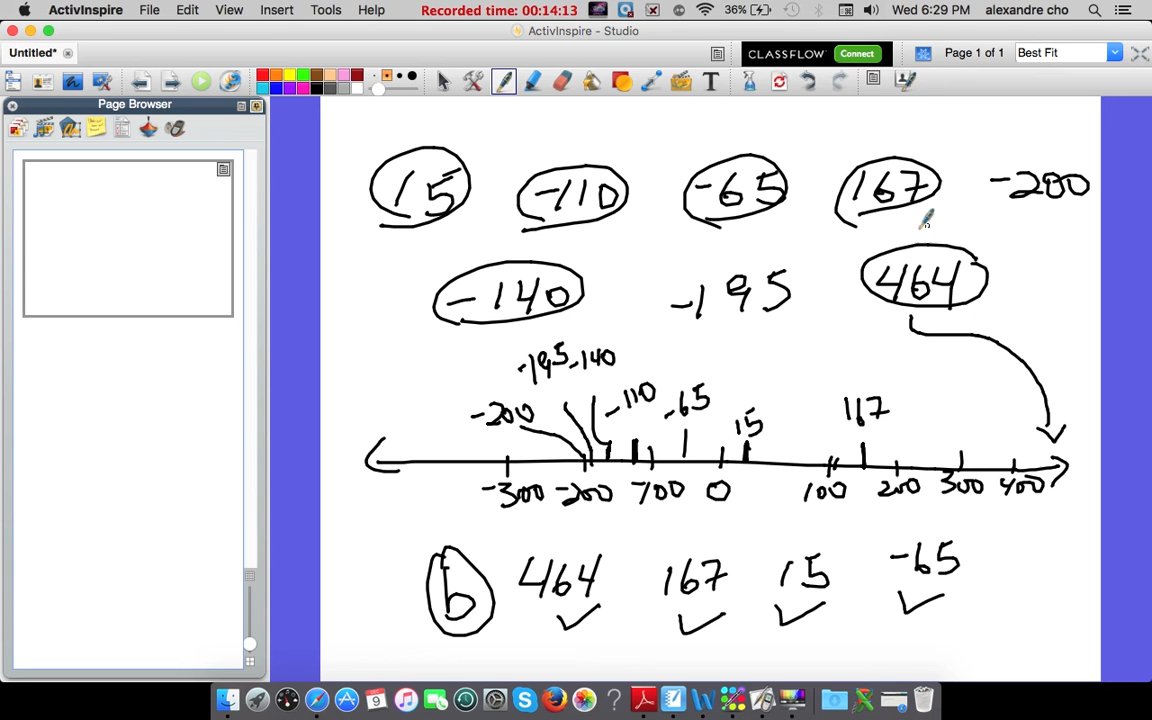 ActivInspire File Edit View Insert Tools Help Recorded time: 00:14:13 36% Wed 6:29 PM alexandre cho
ActivInspire - Studio
Untitled* CLASSFLOW Connect Page 1 of 1 Best Fit
Page Browser
15 -110 -65 167 -200
-140 -195 464
-195 -140
-200 -110 -65 15 167
-300 -200 -100 0 100 200 300 400
b 464 167 15 -65